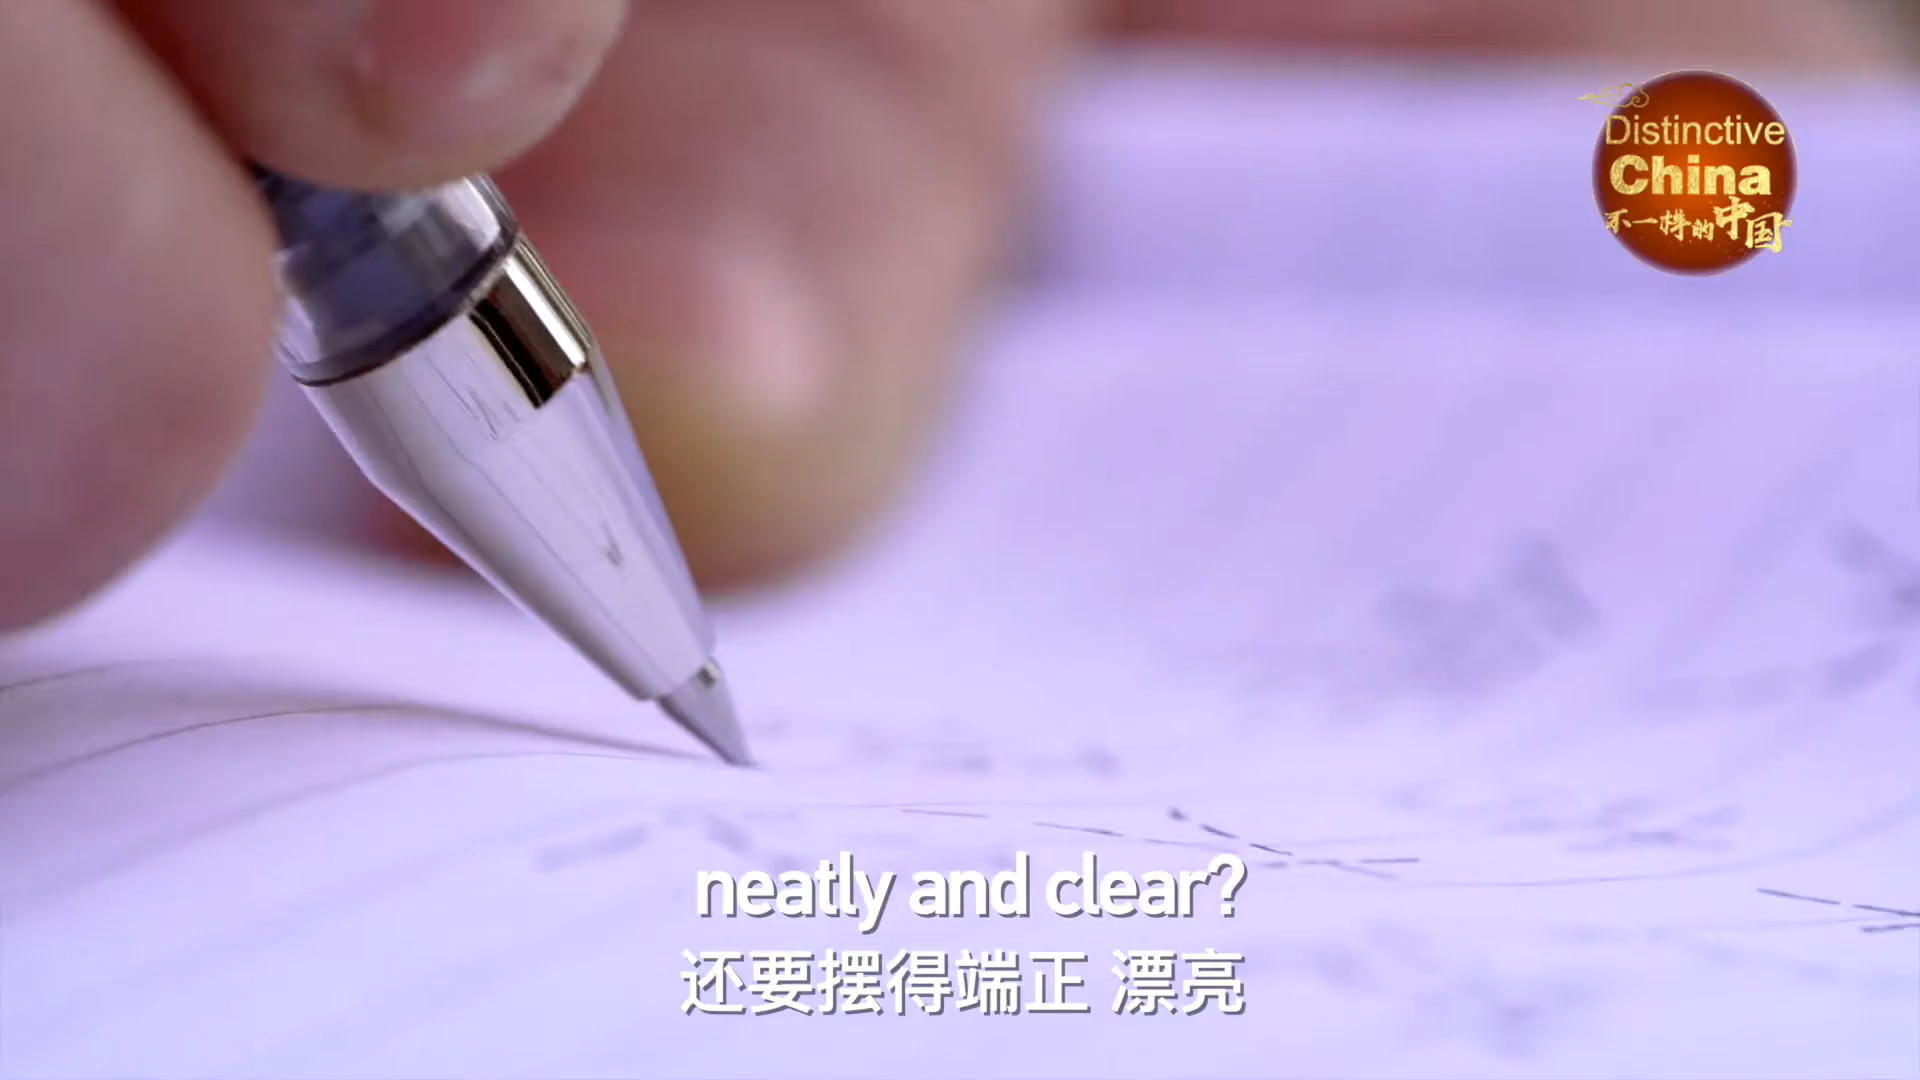 Distinctive
China
不一样的中国
neatly and clear?
还要摆得端正 漂亮